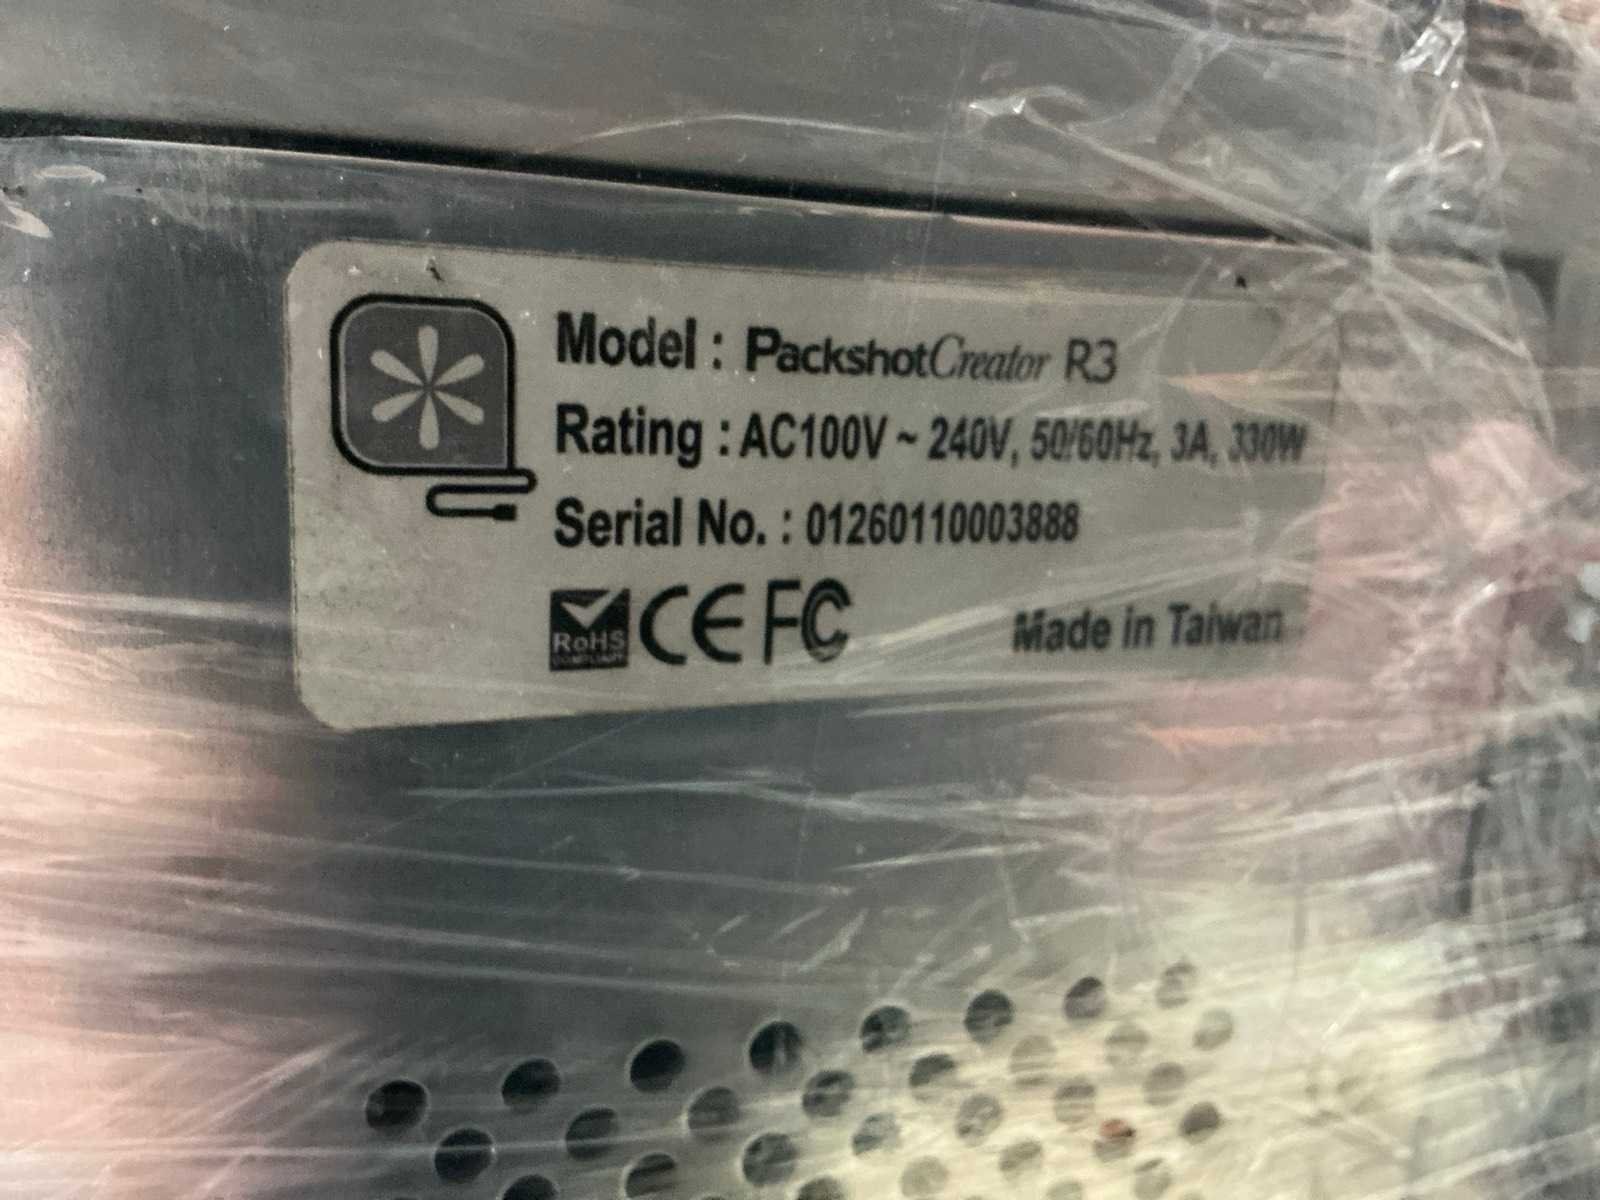 Model : PackshotCreator R3
Rating : AC100V ~ 240V, 50/60Hz, 3A, 330W
Serial No. : 01260110003888
RoHS
COMPLIANT
CE FC
Made in Taiwan